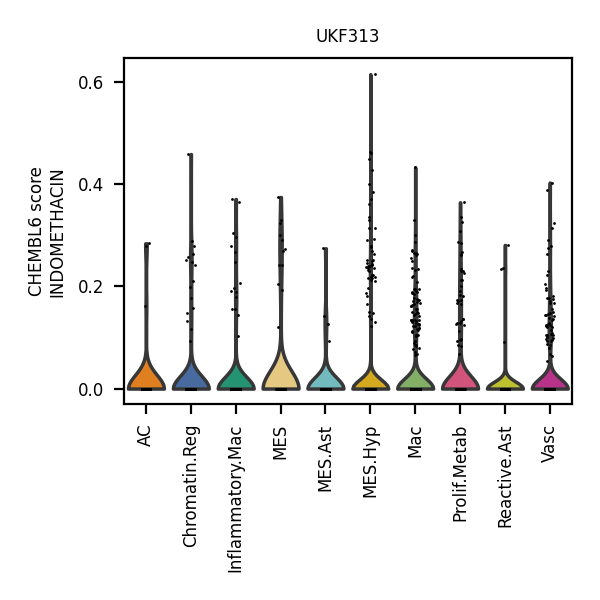 UKF313
CHEMBL6 score
INDOMETHACIN
0.6
0.4
0.2
0.0
AC
Chromatin.Reg
Inflammatory.Mac
MES
MES.Ast
MES.Hyp
Mac
Prolif.Metab
Reactive.Ast
Vasc